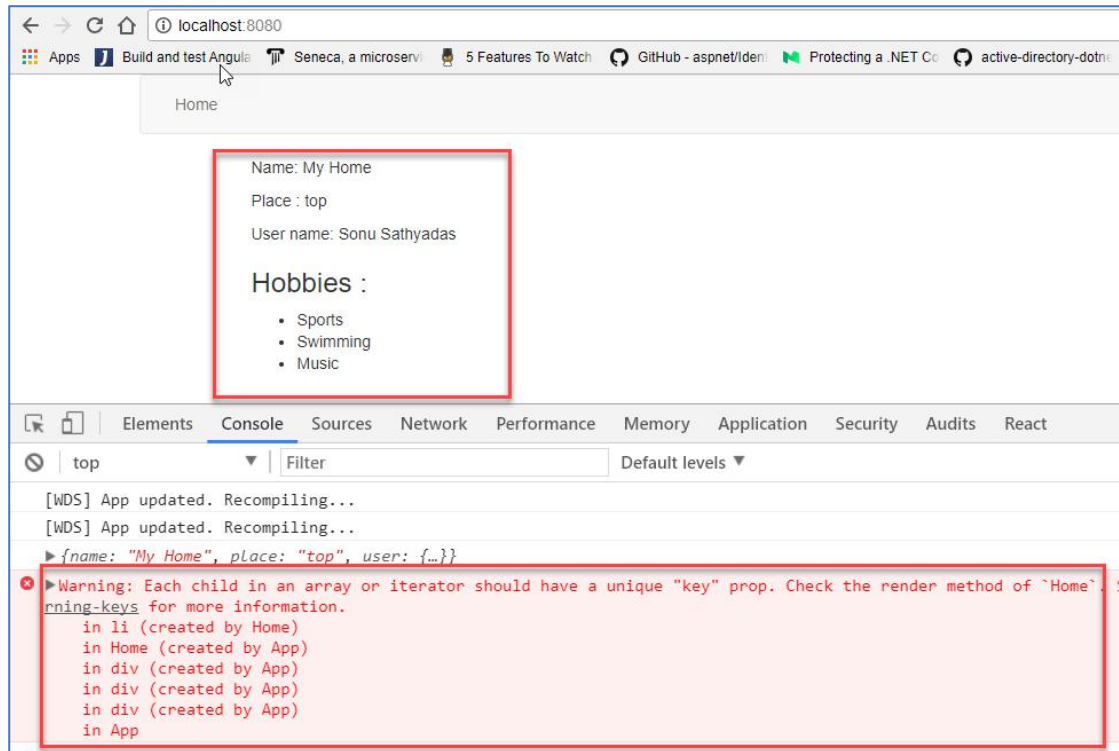 localhost:8080
Apps Build and test Angula Seneca, a microservi 5 Features To Watch GitHub - aspnet/Iden Protecting a .NET Co active-directory-dotne
Home
Name: My Home
Place : top
User name: Sonu Sathyadas
Hobbies :
• Sports
• Swimming
• Music
Elements Console Sources Network Performance Memory Application Security Audits React
top Filter Default levels
[WDS] App updated. Recompiling...
[WDS] App updated. Recompiling...
{name: "My Home", place: "top", user: {…}}
Warning: Each child in an array or iterator should have a unique "key" prop. Check the render method of `Home`.
rning-keys for more information.
in li (created by Home)
in Home (created by App)
in div (created by App)
in div (created by App)
in div (created by App)
in App